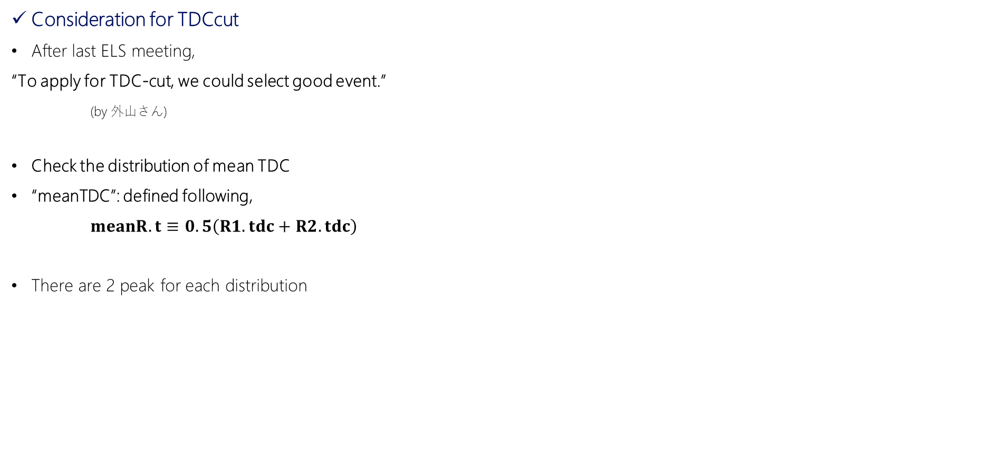 ✓ Consideration for TDCcut
• After last ELS meeting,
“To apply for TDC-cut, we could select good event.”
(by 外山さん)
• Check the distribution of mean TDC
• “meanTDC”: defined following,
meanR.t ≡ 0.5(R1.tdc + R2.tdc)
• There are 2 peak for each distribution